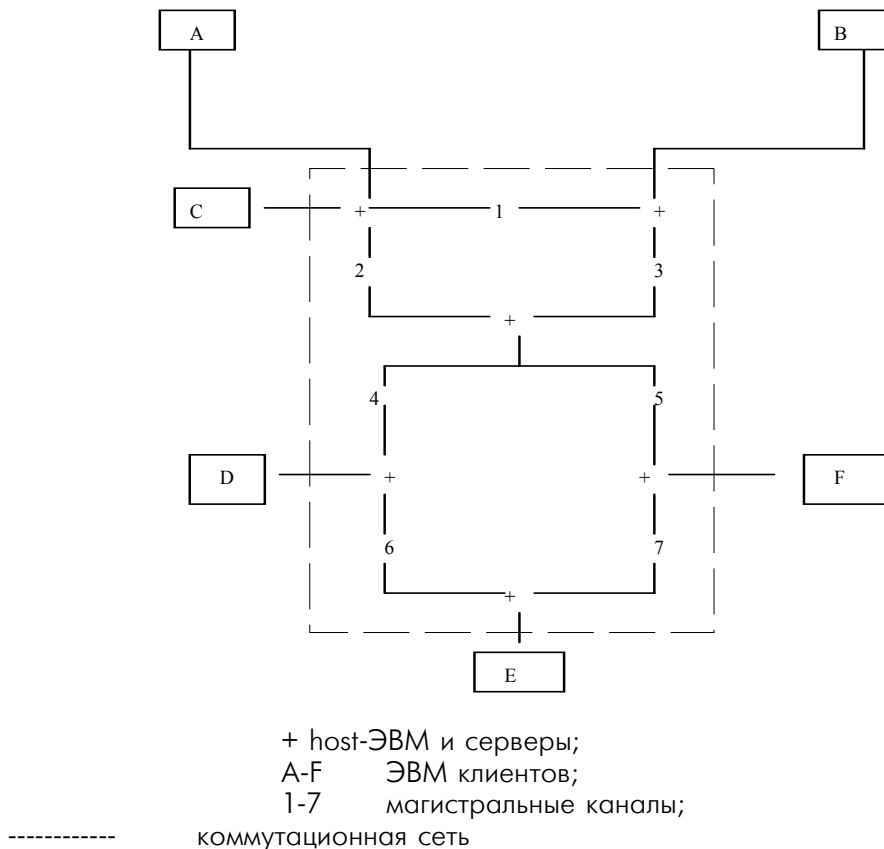 A B
C + 1 +
2 3
+
4 5
D + + F
6 7
+
E
+ host-ЭВМ и серверы;
A-F ЭВМ клиентов;
1-7 магистральные каналы;
------------ коммутационная сеть